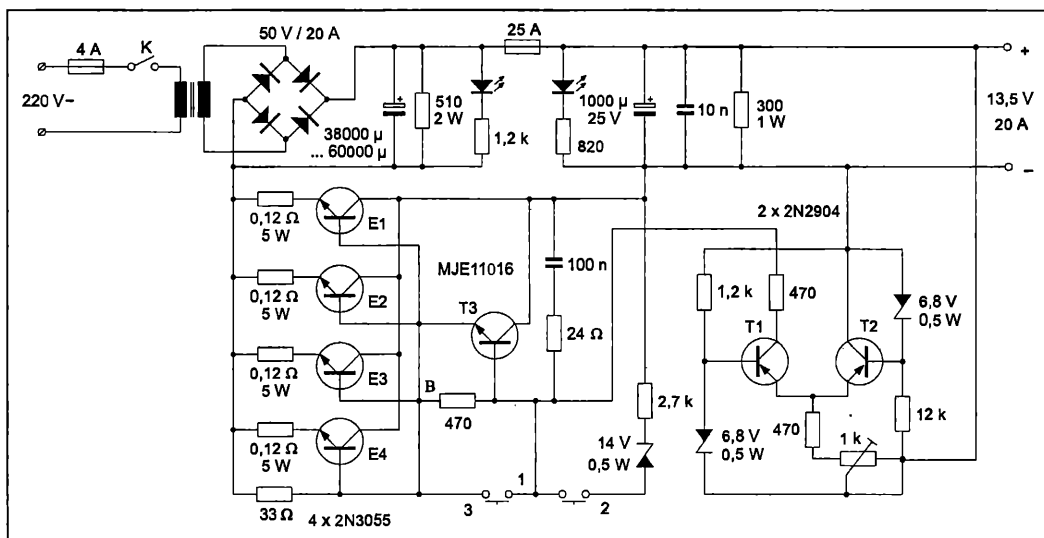 50 V / 20 A
25 A
4 A
K
+
220 V~
38000 µ
... 60000 µ
+
510
2 W
1,2 k
820
1000 µ
25 V
+
10 n
300
1 W
13,5 V
20 A
−
0,12 Ω
5 W
E1
2 x 2N2904
MJE11016
100 n
0,12 Ω
5 W
E2
T3
24 Ω
1,2 k
470
6,8 V
0,5 W
T1
T2
0,12 Ω
5 W
E3
B
470
2,7 k
12 k
470
1 k
14 V
0,5 W
6,8 V
0,5 W
0,12 Ω
5 W
E4
33 Ω
4 x 2N3055
3
1
2